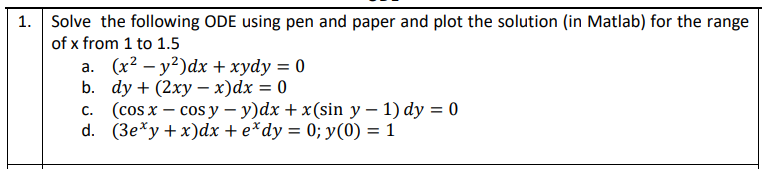 1. Solve the following ODE using pen and paper and plot the solution (in Matlab) for the range
of x from 1 to 1.5
a. (x² − y²)dx + xydy = 0
b. dy + (2xy − x)dx = 0
c. (cos x − cos y − y)dx + x(sin y − 1) dy = 0
d. (3eˣy + x)dx + eˣdy = 0; y(0) = 1